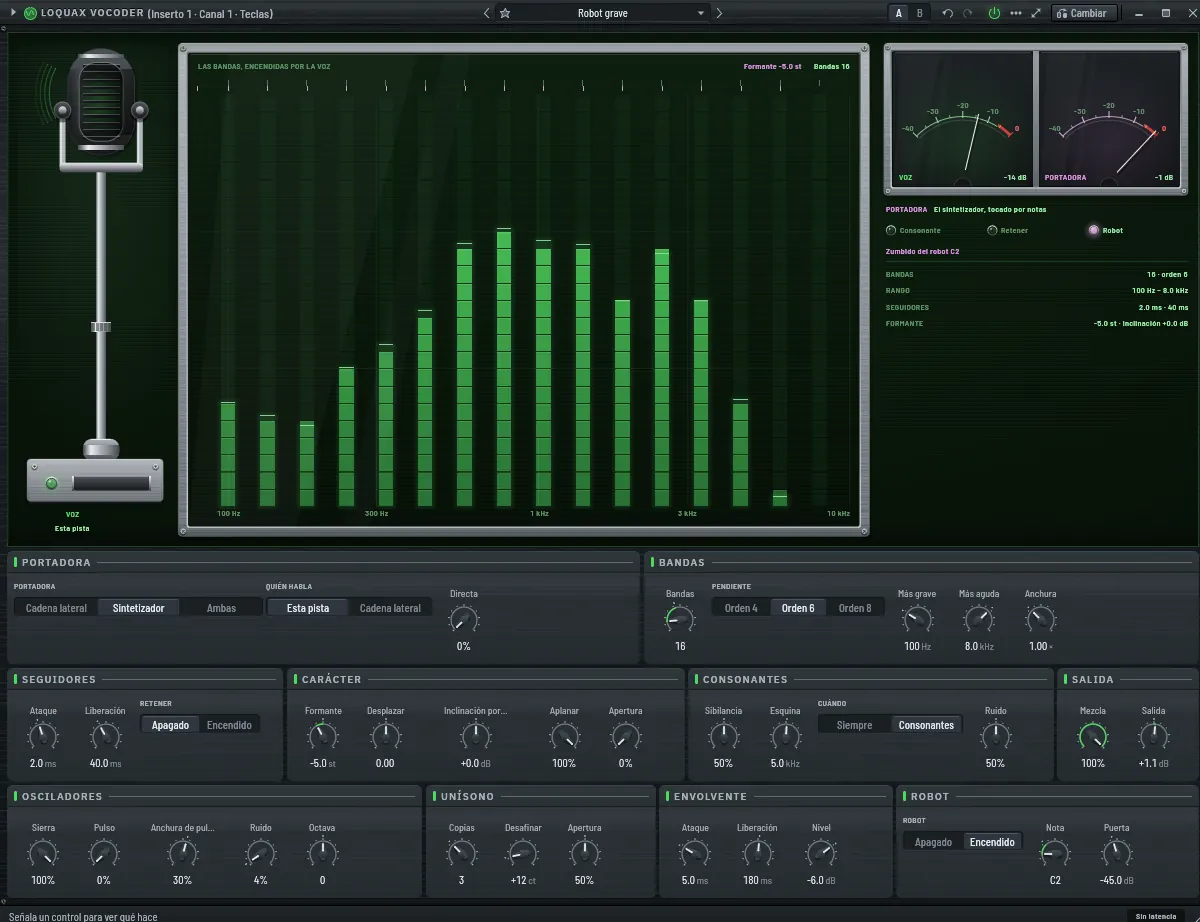 LOQUAX VOCODER (Inserto 1 · Canal 1 · Teclas)
Robot grave
A B
Cambiar
LAS BANDAS, ENCENDIDAS POR LA VOZ
Formante -5.0 st Bandas 16
100 Hz 300 Hz 1 kHz 3 kHz 10 kHz
-40 -30 -20 -10 0
VOZ -14 dB
-40 -30 -20 -10 0
PORTADORA -1 dB
PORTADORA El sintetizador, tocado por notas
Consonante Retener Robot
Zumbido del robot C2
BANDAS 16 · orden 6
RANGO 100 Hz – 8.0 kHz
SEGUIDORES 2.0 ms · 40 ms
FORMANTE -5.0 st · Inclinación +0.0 dB
VOZ
Esta pista
PORTADORA
PORTADORA
Cadena lateral Sintetizador Ambas
QUIÉN HABLA
Esta pista Cadena lateral
Directa
0%
BANDAS
Bandas
16
PENDIENTE
Orden 4 Orden 6 Orden 8
Más grave Más aguda Anchura
100 Hz 8.0 kHz 1.00 ×
SEGUIDORES
Ataque Liberación
2.0 ms 40.0 ms
RETENER
Apagado Encendido
CARÁCTER
Formante Desplazar Inclinación por... Aplanar Apertura
-5.0 st 0.00 +0.0 dB 100% 0%
CONSONANTES
Sibilancia Esquina
50% 5.0 kHz
CUÁNDO
Siempre Consonantes
Ruido
50%
SALIDA
Mezcla Salida
100% +1.1 dB
OSCILADORES
Sierra Pulso Anchura de pul... Ruido Octava
100% 0% 30% 4% 0
UNÍSONO
Copias Desafinar Apertura
3 +12 ct 50%
ENVOLVENTE
Ataque Liberación Nivel
5.0 ms 180 ms -6.0 dB
ROBOT
ROBOT
Apagado Encendido
Nota Puerta
C2 -45.0 dB
Señala un control para ver qué hace
Sin latencia